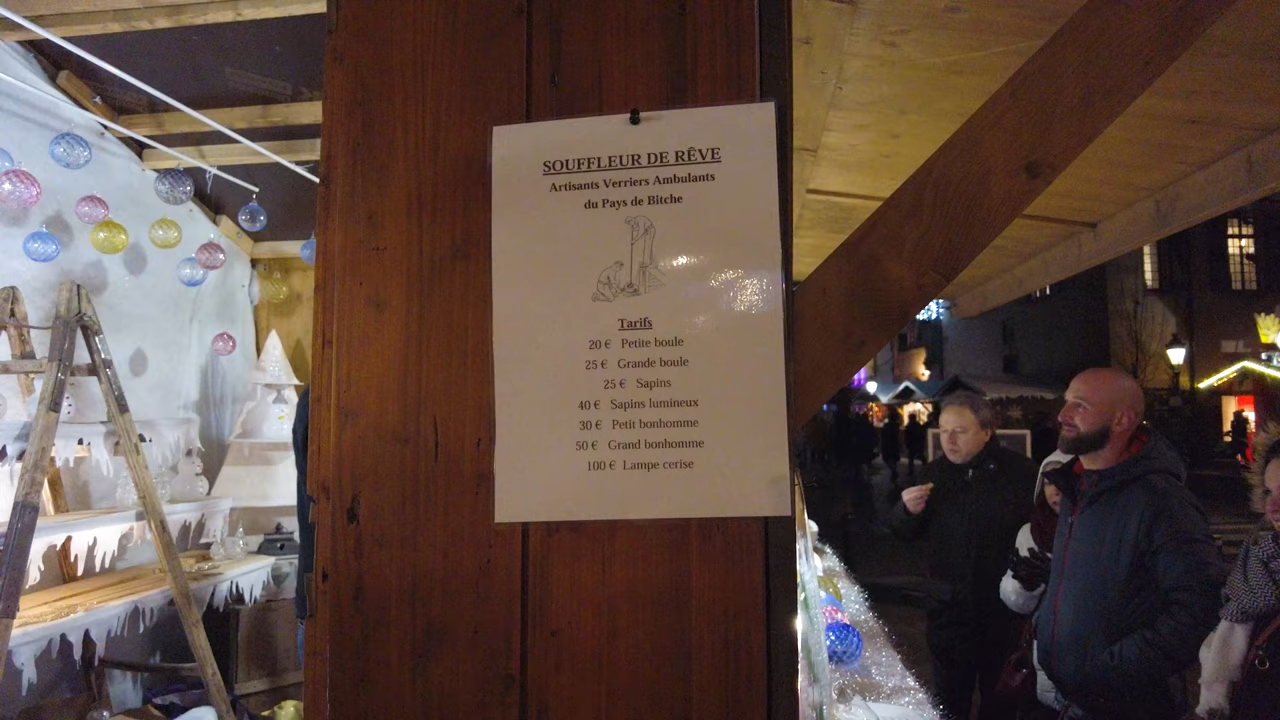 SOUFFLEUR DE RÊVE
Artisants Verriers Ambulants
du Pays de Bitche
Tarifs
20 € Petite boule
25 € Grande boule
25 € Sapins
40 € Sapins lumineux
30 € Petit bonhomme
50 € Grand bonhomme
100 € Lampe cerise